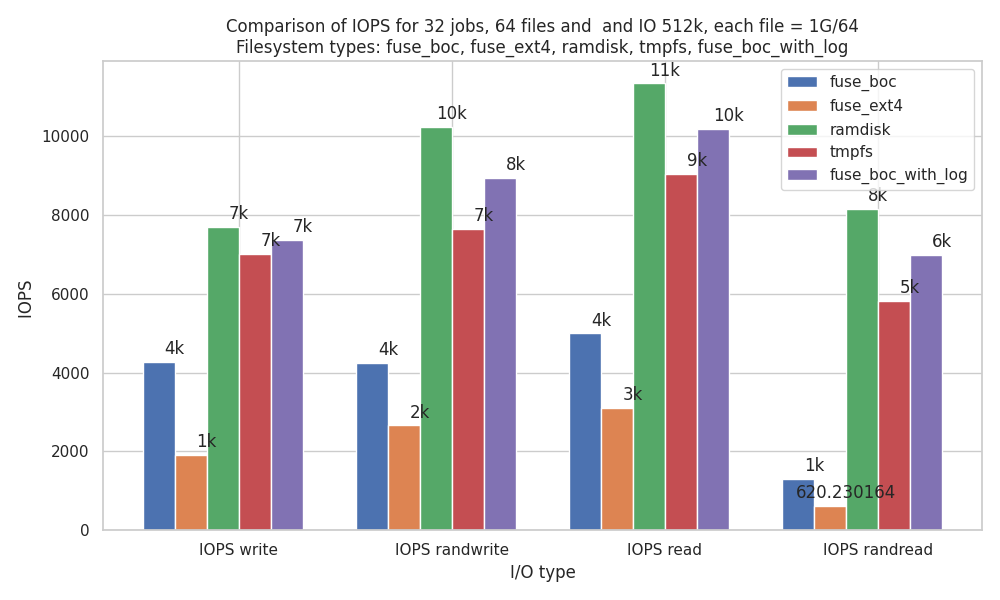 Comparison of IOPS for 32 jobs, 64 files and  and IO 512k, each file = 1G/64
Filesystem types: fuse_boc, fuse_ext4, ramdisk, tmpfs, fuse_boc_with_log
fuse_boc
fuse_ext4
ramdisk
tmpfs
fuse_boc_with_log
IOPS
10000
8000
6000
4000
2000
0
4k
1k
7k
7k
7k
4k
2k
10k
7k
8k
4k
3k
11k
9k
10k
1k
620.230164
8k
5k
6k
IOPS write
IOPS randwrite
IOPS read
IOPS randread
I/O type